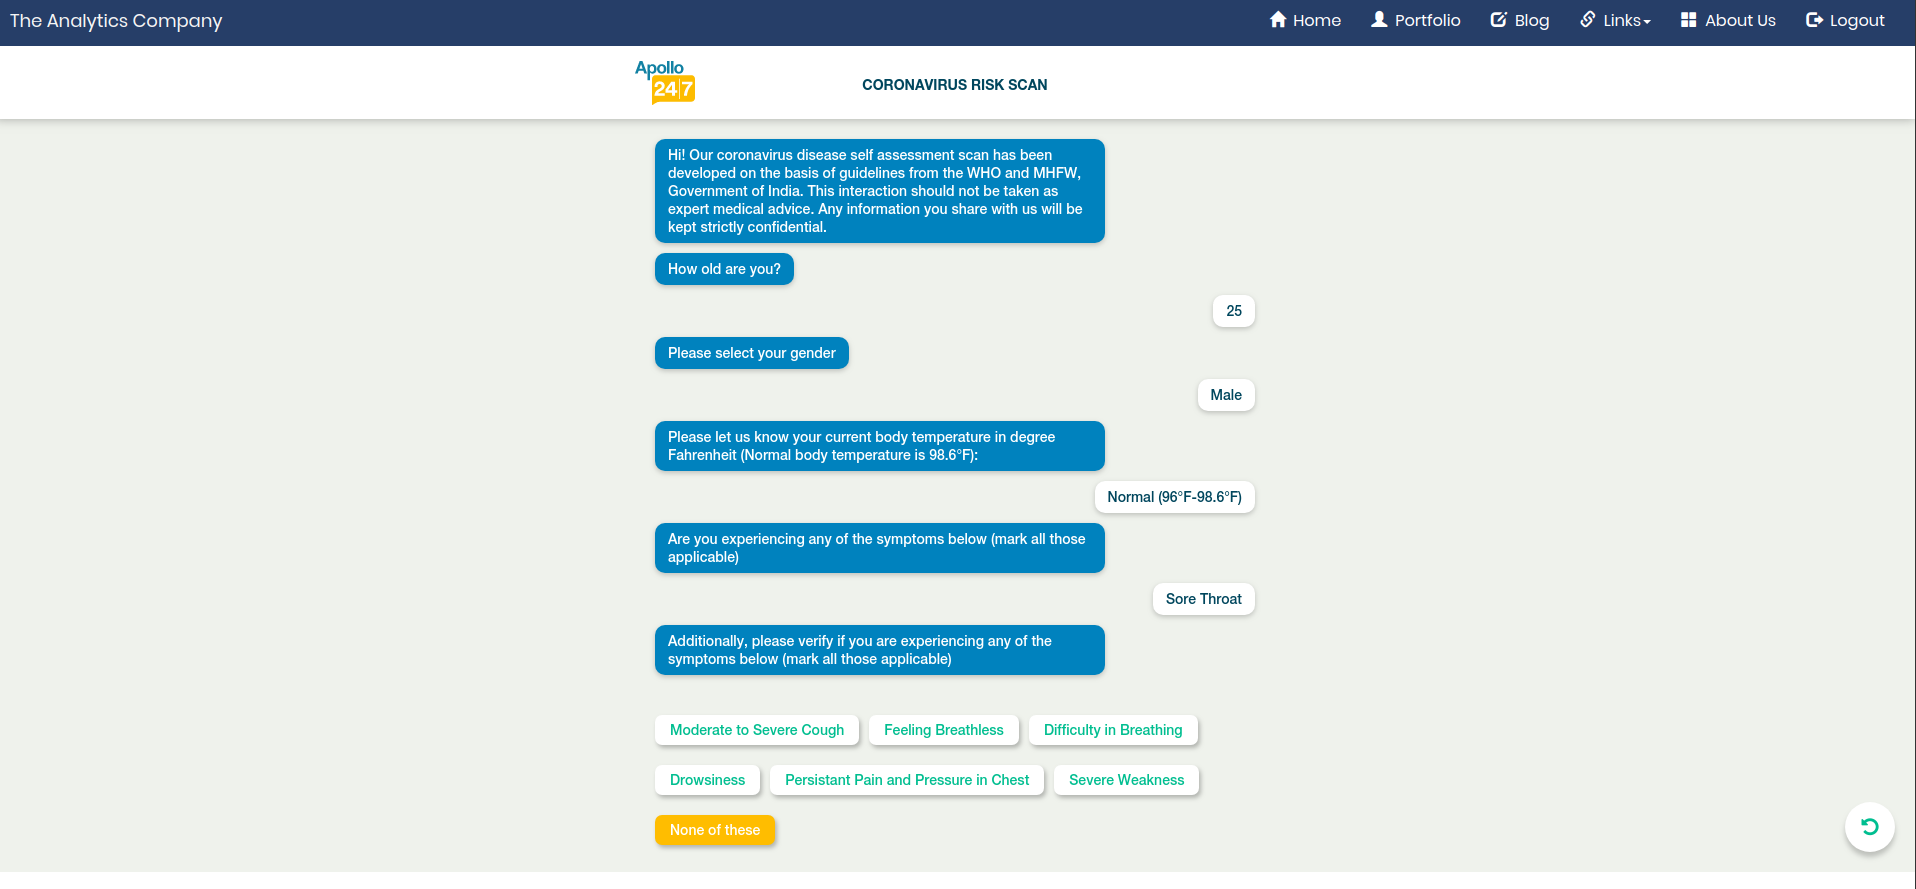 The Analytics Company
Home Portfolio Blog Links About Us Logout
Apollo
24|7
CORONAVIRUS RISK SCAN
Hi! Our coronavirus disease self assessment scan has been
developed on the basis of guidelines from the WHO and MHFW,
Government of India. This interaction should not be taken as
expert medical advice. Any information you share with us will be
kept strictly confidential.
How old are you?
25
Please select your gender
Male
Please let us know your current body temperature in degree
Fahrenheit (Normal body temperature is 98.6°F):
Normal (96°F-98.6°F)
Are you experiencing any of the symptoms below (mark all those
applicable)
Sore Throat
Additionally, please verify if you are experiencing any of the
symptoms below (mark all those applicable)
Moderate to Severe Cough Feeling Breathless Difficulty in Breathing
Drowsiness Persistant Pain and Pressure in Chest Severe Weakness
None of these